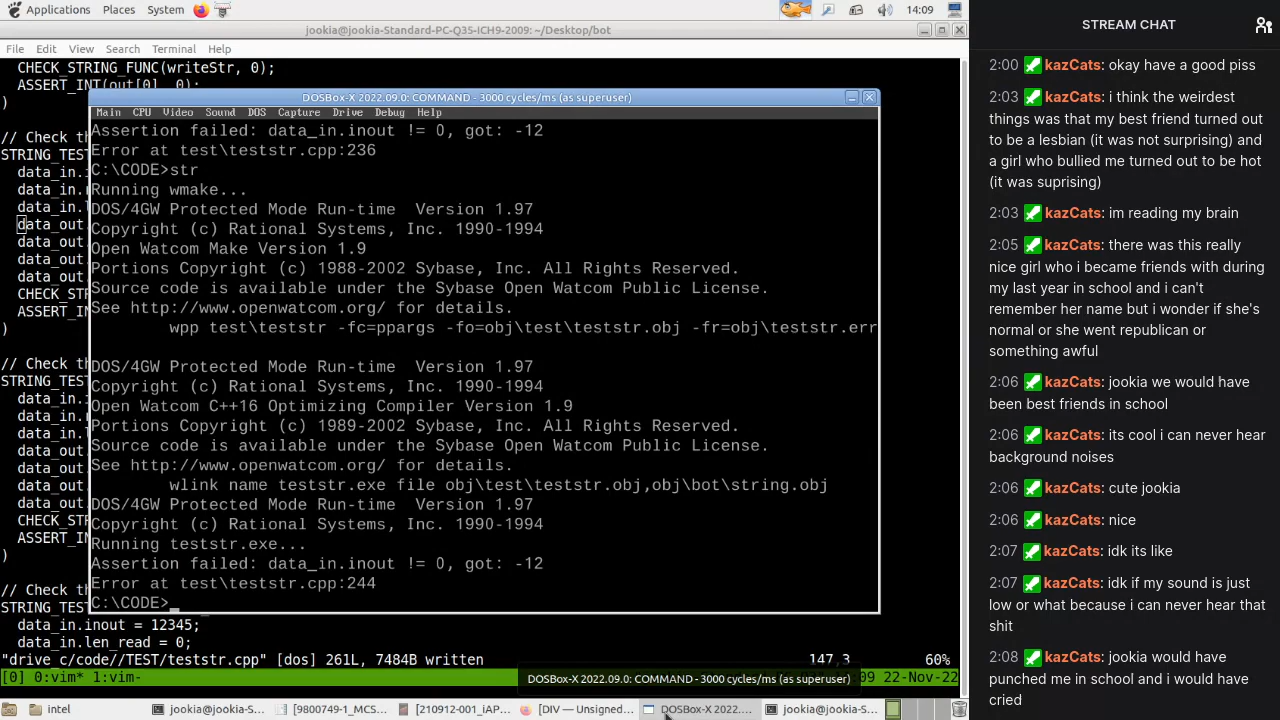 Applications Places System 14:09
jookia@jookia-Standard-PC-Q35-ICH9-2009: ~/Desktop/bot
File Edit View Search Terminal Help
CHECK_STRING_FUNC(writeStr, 0);
ASSERT_INT(out[0], 0);
)
// Check th
STRING_TEST
data_in.
data_in.
data_in.l
data_out.
data_out.
data_out.
data_out.
CHECK_ST
ASSERT_IN
)
// Check th
STRING_TEST
data_in.
data_in.
data_in.l
data_out.
data_out.
data_out.
data_out.
CHECK_STR
ASSERT_IN
)
// Check th
STRING_TES
data_in.inout = 12345;
data_in.len_read = 0;
"drive_c/code//TEST/teststr.cpp" [dos] 261L, 7484B written 147,3 60%
[0] 0:vim* 1:vim- 09 22-Nov-22
DOSBox-X 2022.09.0: COMMAND - 3000 cycles/ms (as superuser)
Main CPU Video Sound DOS Capture Drive Debug Help
Assertion failed: data_in.inout != 0, got: -12
Error at test\teststr.cpp:236
C:\CODE>str
Running wmake...
DOS/4GW Protected Mode Run-time Version 1.97
Copyright (c) Rational Systems, Inc. 1990-1994
Open Watcom Make Version 1.9
Portions Copyright (c) 1988-2002 Sybase, Inc. All Rights Reserved.
Source code is available under the Sybase Open Watcom Public License.
See http://www.openwatcom.org/ for details.
wpp test\teststr -fc=ppargs -fo=obj\test\teststr.obj -fr=obj\teststr.err
DOS/4GW Protected Mode Run-time Version 1.97
Copyright (c) Rational Systems, Inc. 1990-1994
Open Watcom C++16 Optimizing Compiler Version 1.9
Portions Copyright (c) 1989-2002 Sybase, Inc. All Rights Reserved.
Source code is available under the Sybase Open Watcom Public License.
See http://www.openwatcom.org/ for details.
wlink name teststr.exe file obj\test\teststr.obj,obj\bot\string.obj
DOS/4GW Protected Mode Run-time Version 1.97
Copyright (c) Rational Systems, Inc. 1990-1994
Running teststr.exe...
Assertion failed: data_in.inout != 0, got: -12
Error at test\teststr.cpp:244
C:\CODE>_
DOSBox-X 2022.09.0: COMMAND - 3000 cycles/ms (as superuser)
intel jookia@jookia-... [9800749-1_MCS... [210912-001_iAP... [DIV — Unsigned... DOSBox-X 2022.... jookia@jookia-...
STREAM CHAT
2:00 kazCats: okay have a good piss
2:03 kazCats: i think the weirdest
things was that my best friend turned out
to be a lesbian (it was not surprising) and
a girl who bullied me turned out to be hot
(it was suprising)
2:03 kazCats: im reading my brain
2:05 kazCats: there was this really
nice girl who i became friends with during
my last year in school and i can't
remember her name but i wonder if she's
normal or she went republican or
something awful
2:06 kazCats: jookia we would have
been best friends in school
2:06 kazCats: its cool i can never hear
background noises
2:06 kazCats: cute jookia
2:06 kazCats: nice
2:07 kazCats: idk its like
2:07 kazCats: idk if my sound is just
low or what because i can never hear that
shit
2:08 kazCats: jookia would have
punched me in school and i would have
cried